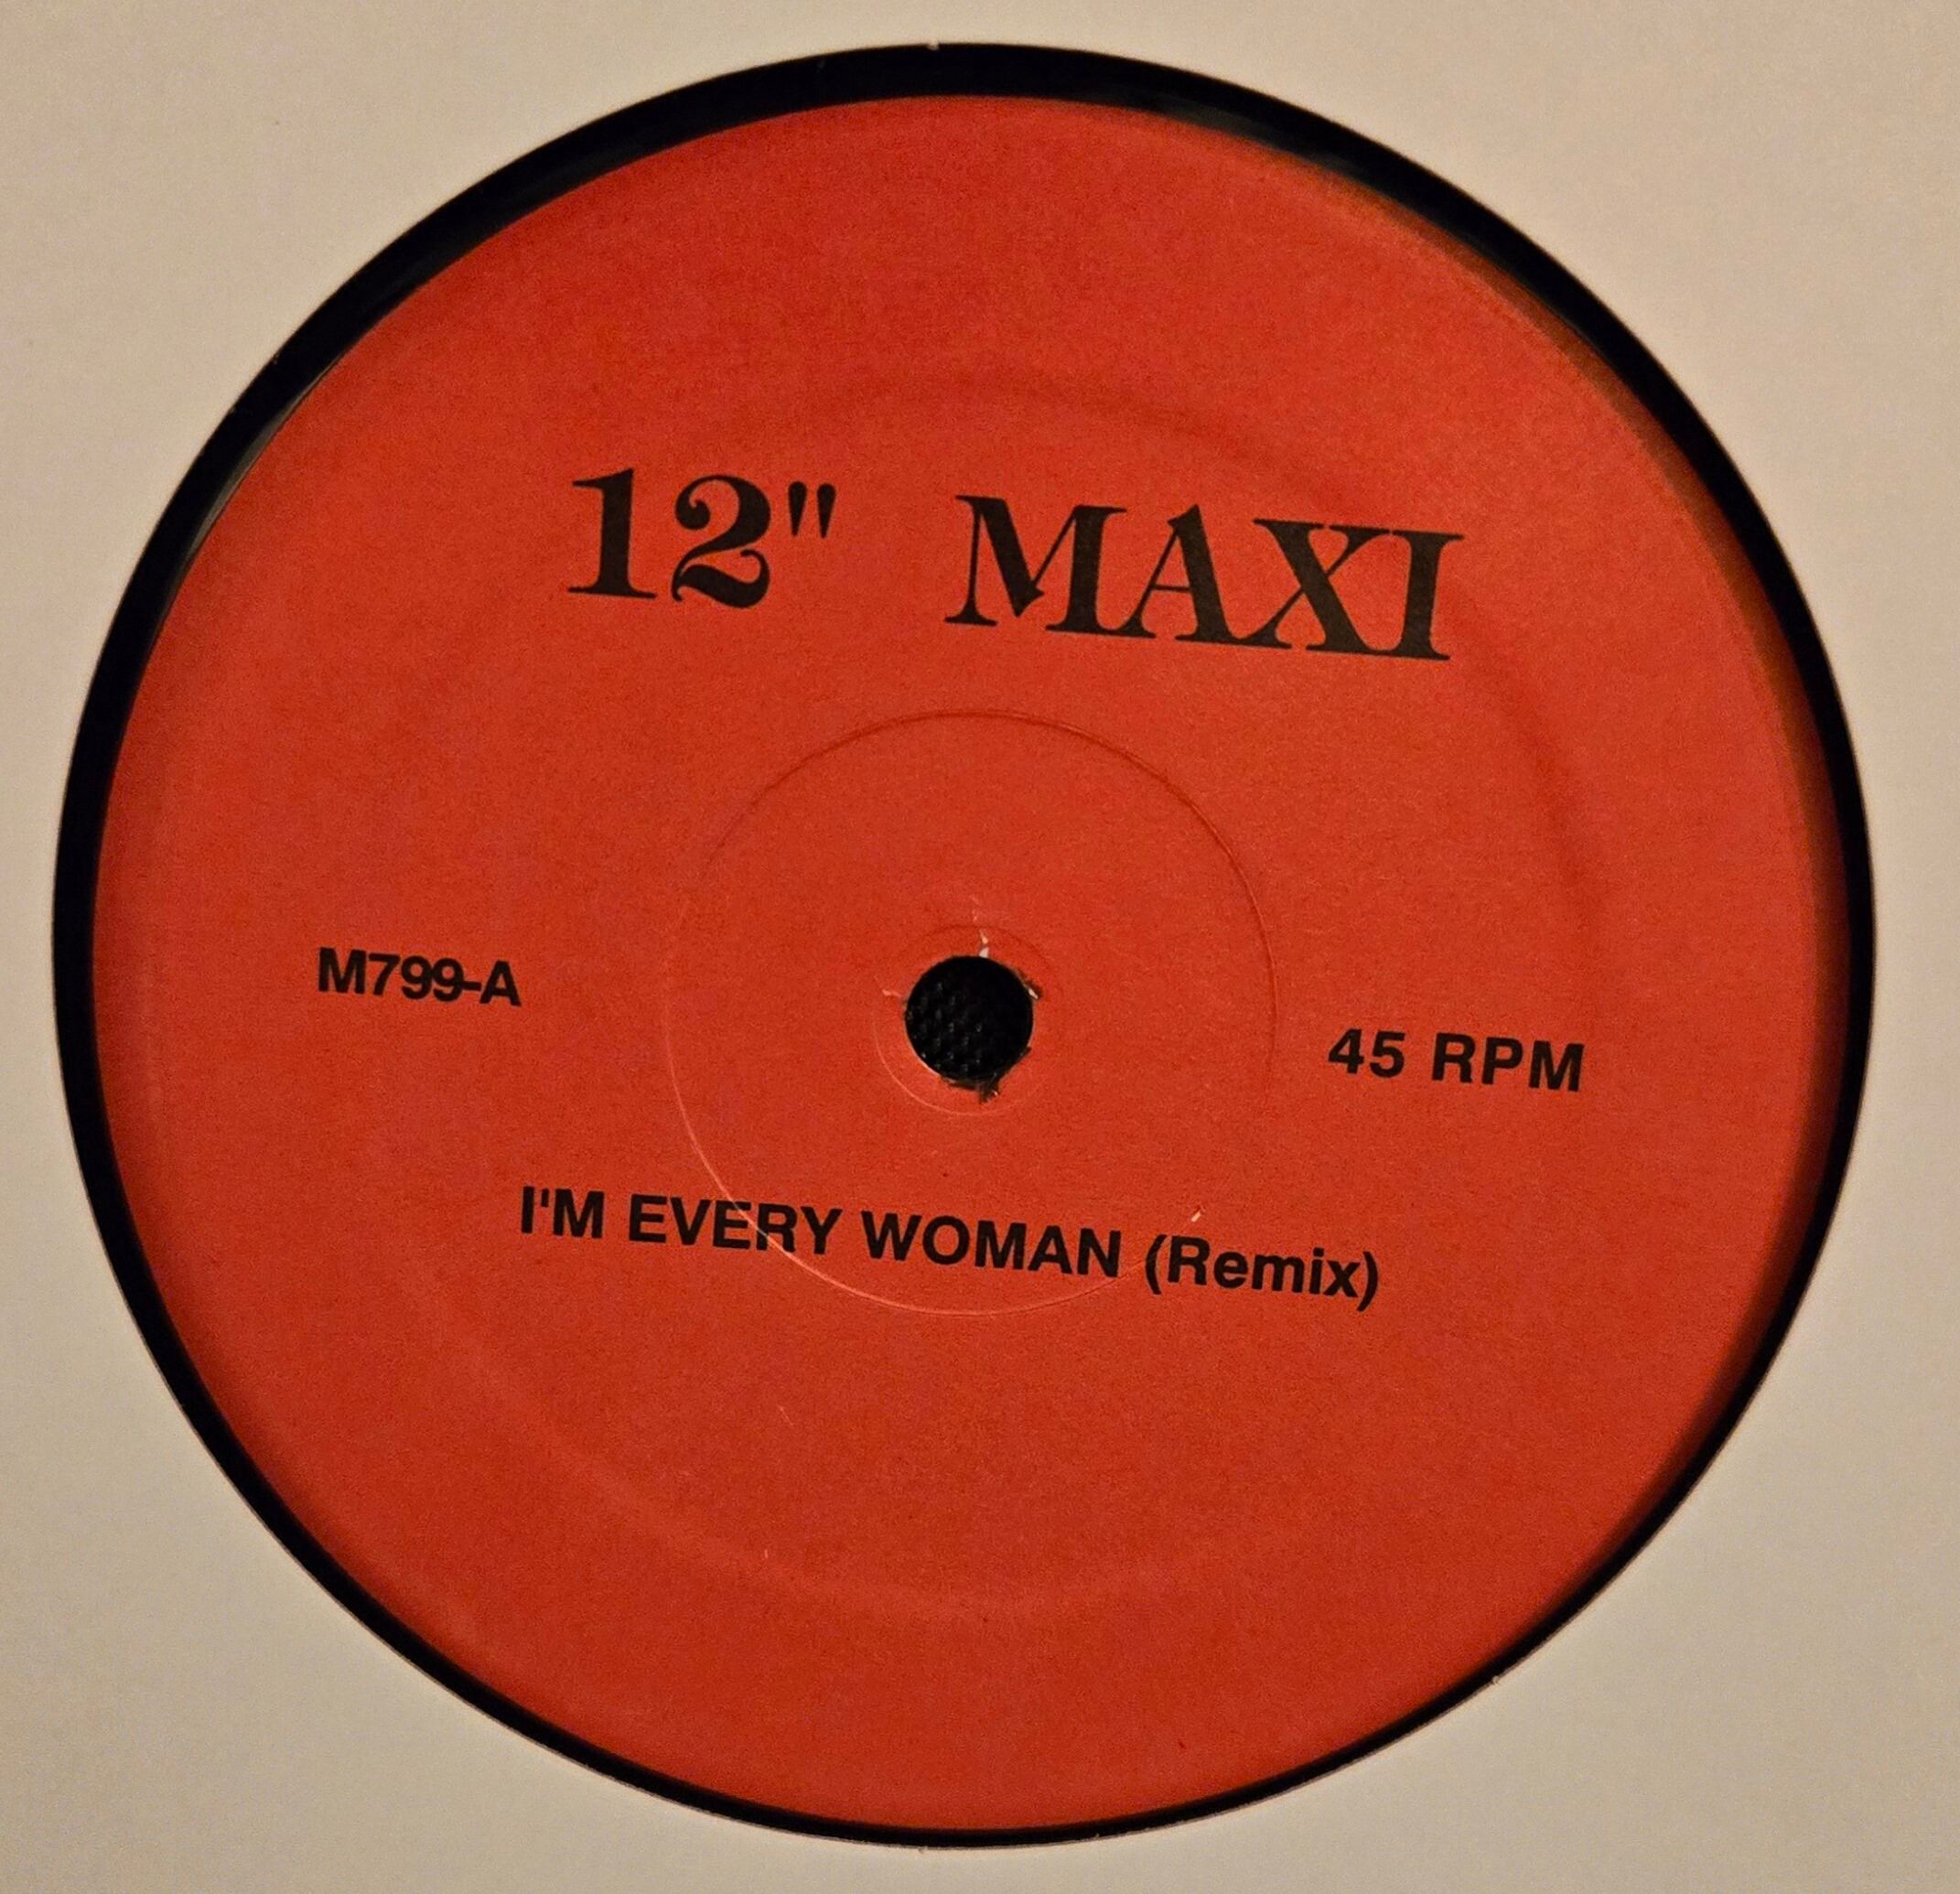 12" MAXI
M799-A
45 RPM
I'M EVERY WOMAN (Remix)